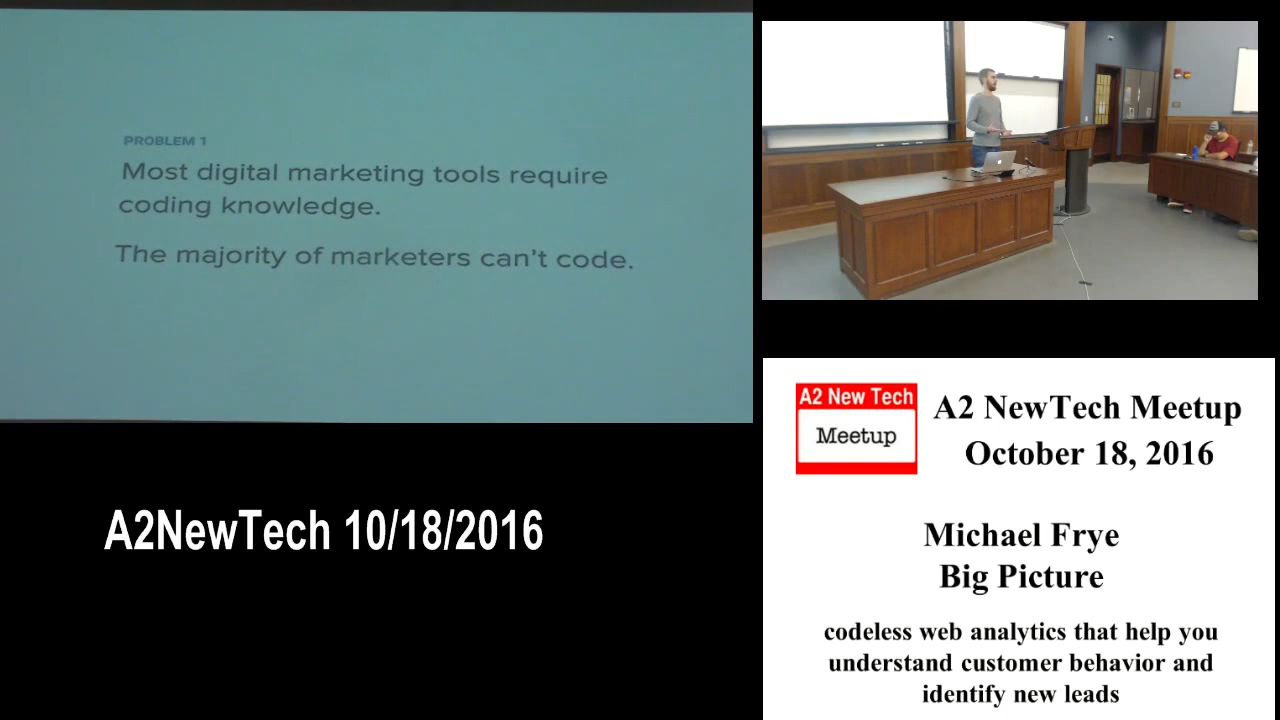 PROBLEM 1
Most digital marketing tools require
coding knowledge.
The majority of marketers can't code.
A2NewTech 10/18/2016
A2 New Tech
Meetup
A2 NewTech Meetup
October 18, 2016
Michael Frye
Big Picture
codeless web analytics that help you
understand customer behavior and
identify new leads